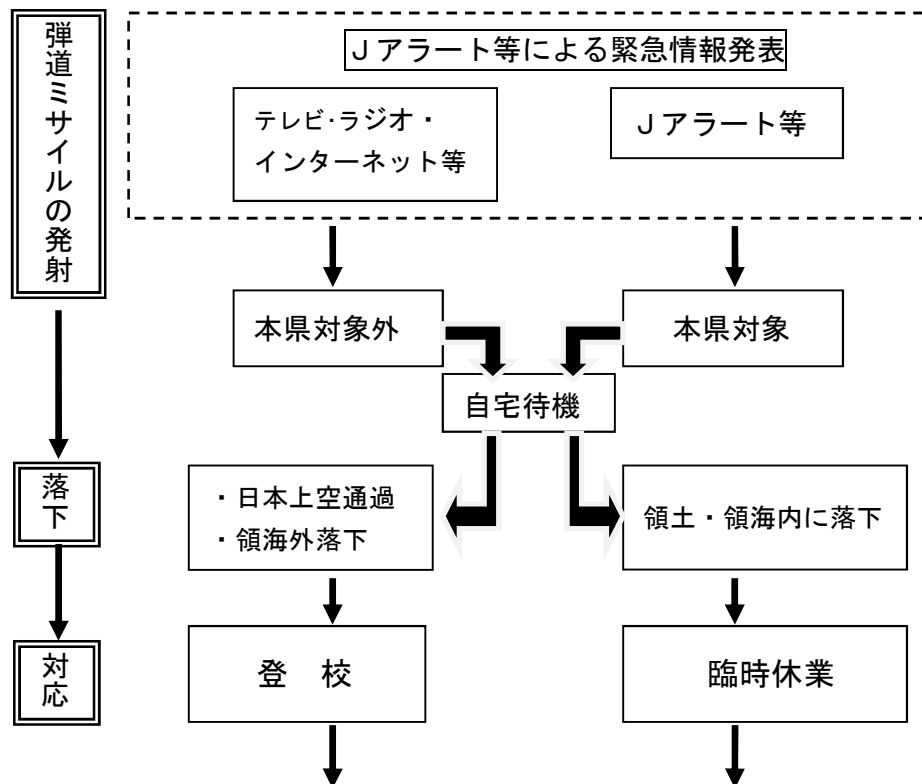 弾道ミサイルの発射
Jアラート等による緊急情報発表
テレビ・ラジオ・
インターネット等
Jアラート等
本県対象外
本県対象
自宅待機
落下
・日本上空通過
・領海外落下
領土・領海内に落下
対応
登　校
臨時休業